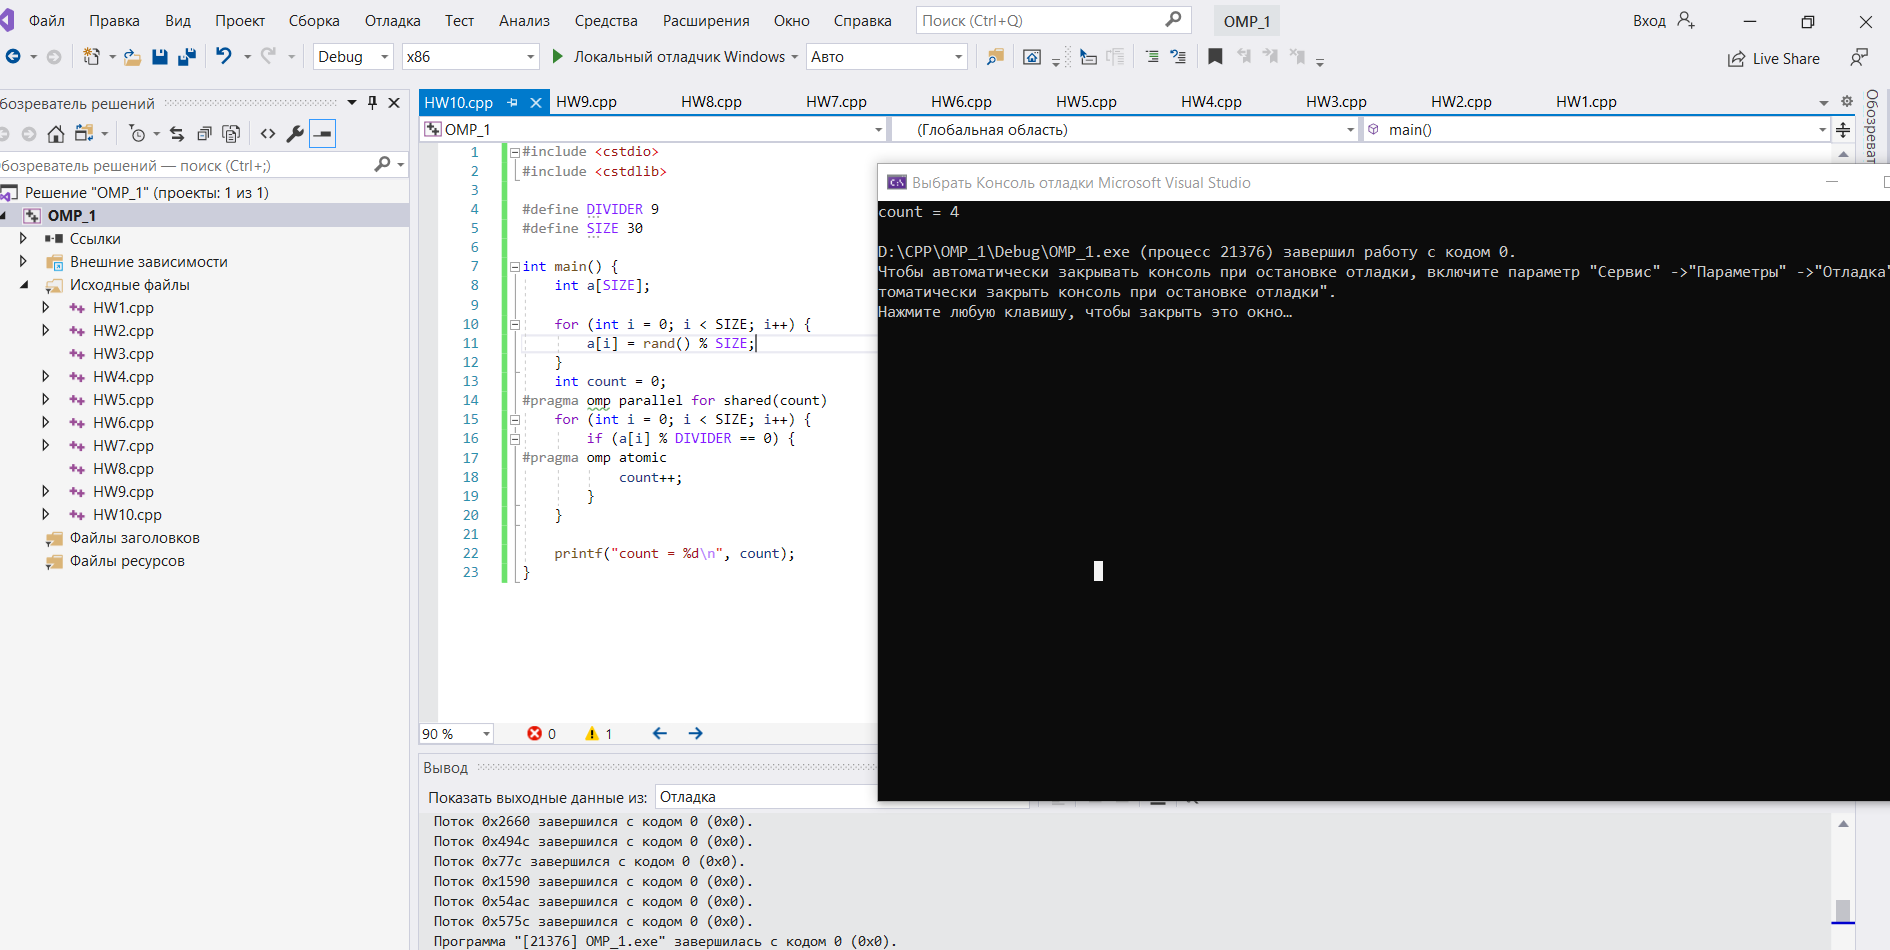 Файл Правка Вид Проект Сборка Отладка Тест Анализ Средства Расширения Окно Справка Поиск (Ctrl+Q) OMP_1 Вход
Debug x86 Локальный отладчик Windows Авто Live Share
бозреватель решений
бозреватель решений — поиск (Ctrl+;)
Решение "OMP_1" (проекты: 1 из 1)
OMP_1
Ссылки
Внешние зависимости
Исходные файлы
HW1.cpp
HW2.cpp
HW3.cpp
HW4.cpp
HW5.cpp
HW6.cpp
HW7.cpp
HW8.cpp
HW9.cpp
HW10.cpp
Файлы заголовков
Файлы ресурсов
HW10.cpp HW9.cpp HW8.cpp HW7.cpp HW6.cpp HW5.cpp HW4.cpp HW3.cpp HW2.cpp HW1.cpp
OMP_1 (Глобальная область) main()
1 #include <cstdio>
2 #include <cstdlib>
3
4 #define DIVIDER 9
5 #define SIZE 30
6
7 int main() {
8 int a[SIZE];
9
10 for (int i = 0; i < SIZE; i++) {
11 a[i] = rand() % SIZE;
12 }
13 int count = 0;
14 #pragma omp parallel for shared(count)
15 for (int i = 0; i < SIZE; i++) {
16 if (a[i] % DIVIDER == 0) {
17 #pragma omp atomic
18 count++;
19 }
20 }
21
22 printf("count = %d\n", count);
23 }
90 % 0 1
Вывод
Показать выходные данные из: Отладка
Поток 0x2660 завершился с кодом 0 (0x0).
Поток 0x494c завершился с кодом 0 (0x0).
Поток 0x77c завершился с кодом 0 (0x0).
Поток 0x1590 завершился с кодом 0 (0x0).
Поток 0x54ac завершился с кодом 0 (0x0).
Поток 0x575c завершился с кодом 0 (0x0).
Программа "[21376] OMP_1.exe" завершилась с кодом 0 (0x0).
Выбрать Консоль отладки Microsoft Visual Studio
count = 4
D:\CPP\OMP_1\Debug\OMP_1.exe (процесс 21376) завершил работу с кодом 0.
Чтобы автоматически закрывать консоль при остановке отладки, включите параметр "Сервис" ->"Параметры" ->"Отладка"
томатически закрыть консоль при остановке отладки".
Нажмите любую клавишу, чтобы закрыть это окно…
Обозреват